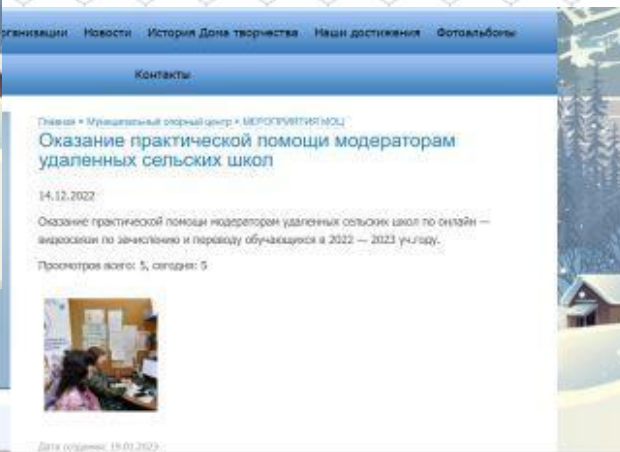 организации Новости История Дома творчества Наши достижения Фотоальбомы
Контакты
Главная • Муниципальный опорный центр • МЕРОПРИЯТИЯ МОЦ
Оказание практической помощи модераторам
удаленных сельских школ
14.12.2022
Оказание практической помощи модераторам удаленных сельских школ по онлайн —
видеосвязи по зачислению и переводу обучающихся в 2022 — 2023 уч.году.
Просмотров всего: 5, сегодня: 5
Дата создания: 19.01.2023